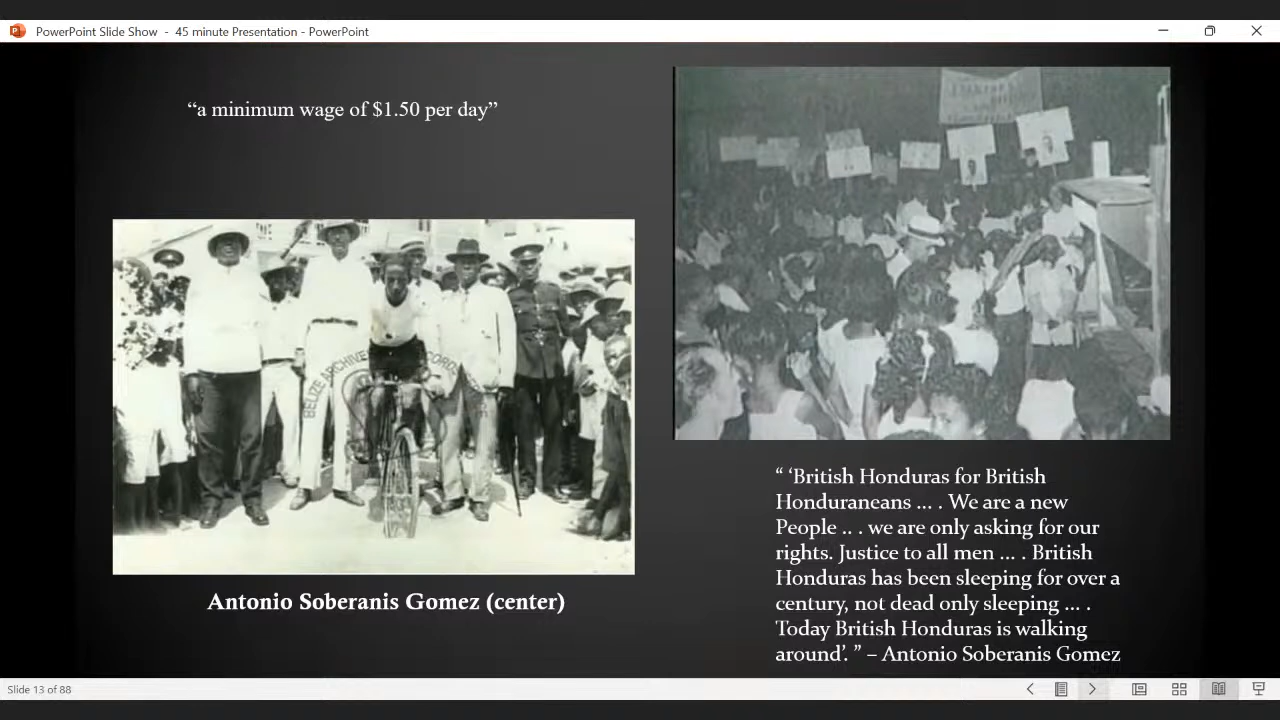 PowerPoint Slide Show - 45 minute Presentation - PowerPoint
“a minimum wage of $1.50 per day”
BELIZE ARCHIVE
Antonio Soberanis Gomez (center)
“ ‘British Honduras for British
Honduraneans ... . We are a new
People .. . we are only asking for our
rights. Justice to all men ... . British
Honduras has been sleeping for over a
century, not dead only sleeping ... .
Today British Honduras is walking
around’. ” – Antonio Soberanis Gomez
Slide 13 of 88